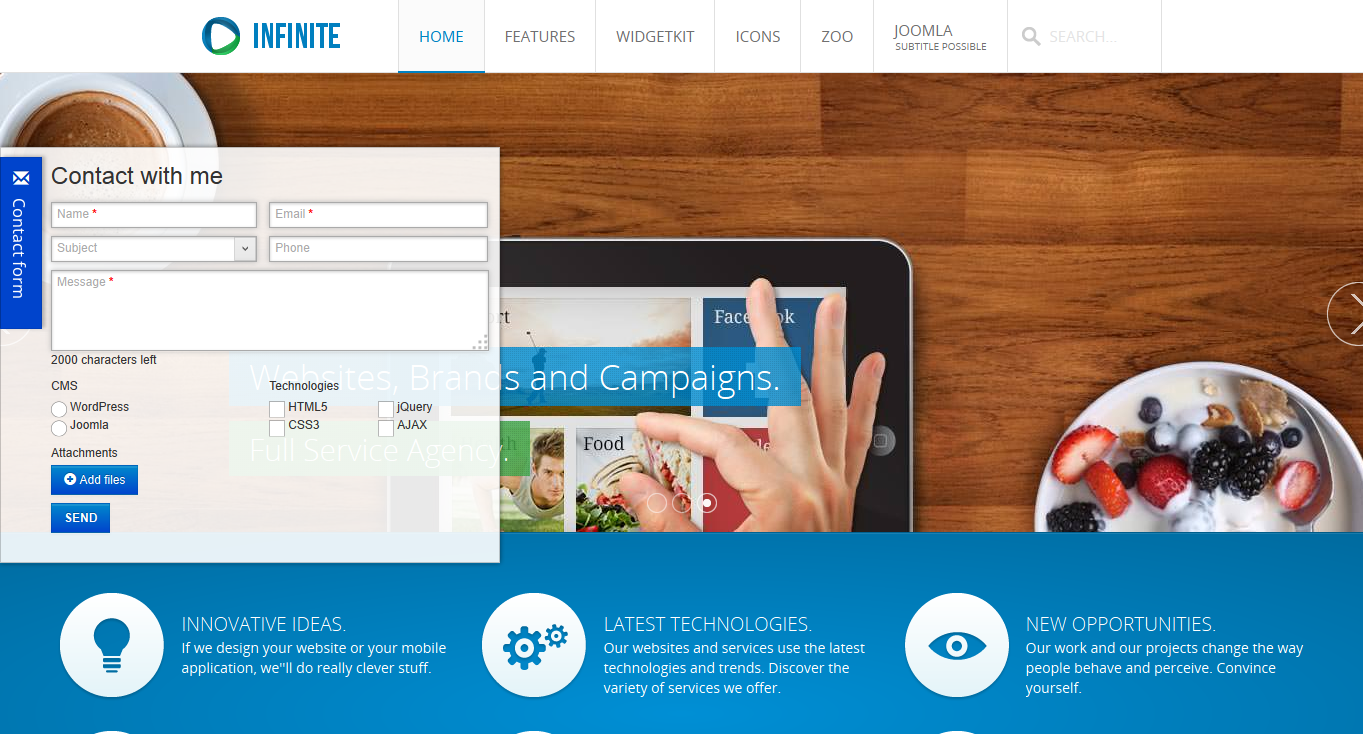 INFINITE
HOME
FEATURES
WIDGETKIT
ICONS
ZOO
JOOMLA
SUBTITLE POSSIBLE
SEARCH...
Contact form
Contact with me
Name *
Email *
Subject
Phone
Message *
2000 characters left
CMS
Technologies
WordPress
HTML5
jQuery
Joomla
CSS3
AJAX
Attachments
Add files
SEND
Websites, Brands and Campaigns.
Full Service Agency.
Food
INNOVATIVE IDEAS.
If we design your website or your mobile
application, we"ll do really clever stuff.
LATEST TECHNOLOGIES.
Our websites and services use the latest
technologies and trends. Discover the
variety of services we offer.
NEW OPPORTUNITIES.
Our work and our projects change the way
people behave and perceive. Convince
yourself.